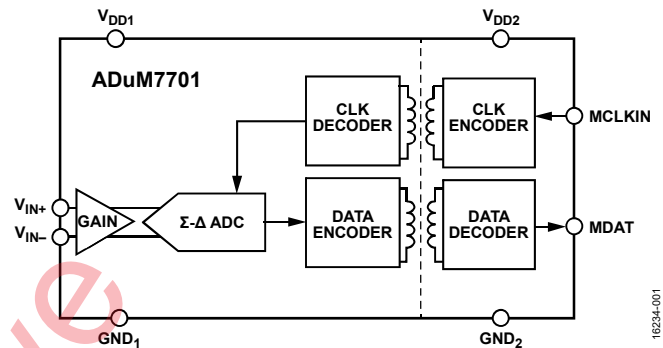 VDD1
VDD2
ADuM7701
CLK
DECODER
CLK
ENCODER
MCLKIN
VIN+
VIN–
GAIN
Σ-Δ ADC
DATA
ENCODER
DATA
DECODER
MDAT
GND1
GND2
16234-001